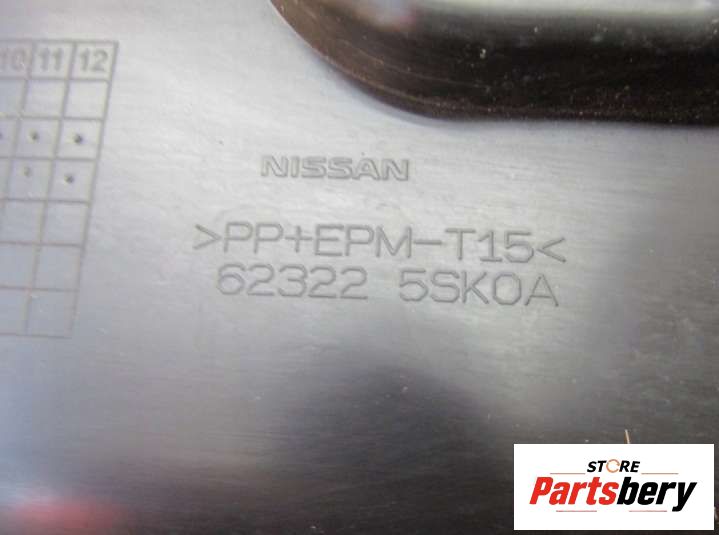 10 11 12
NISSAN
>PP+EPM-T15<
62322 5SK0A
STORE
Partsbery